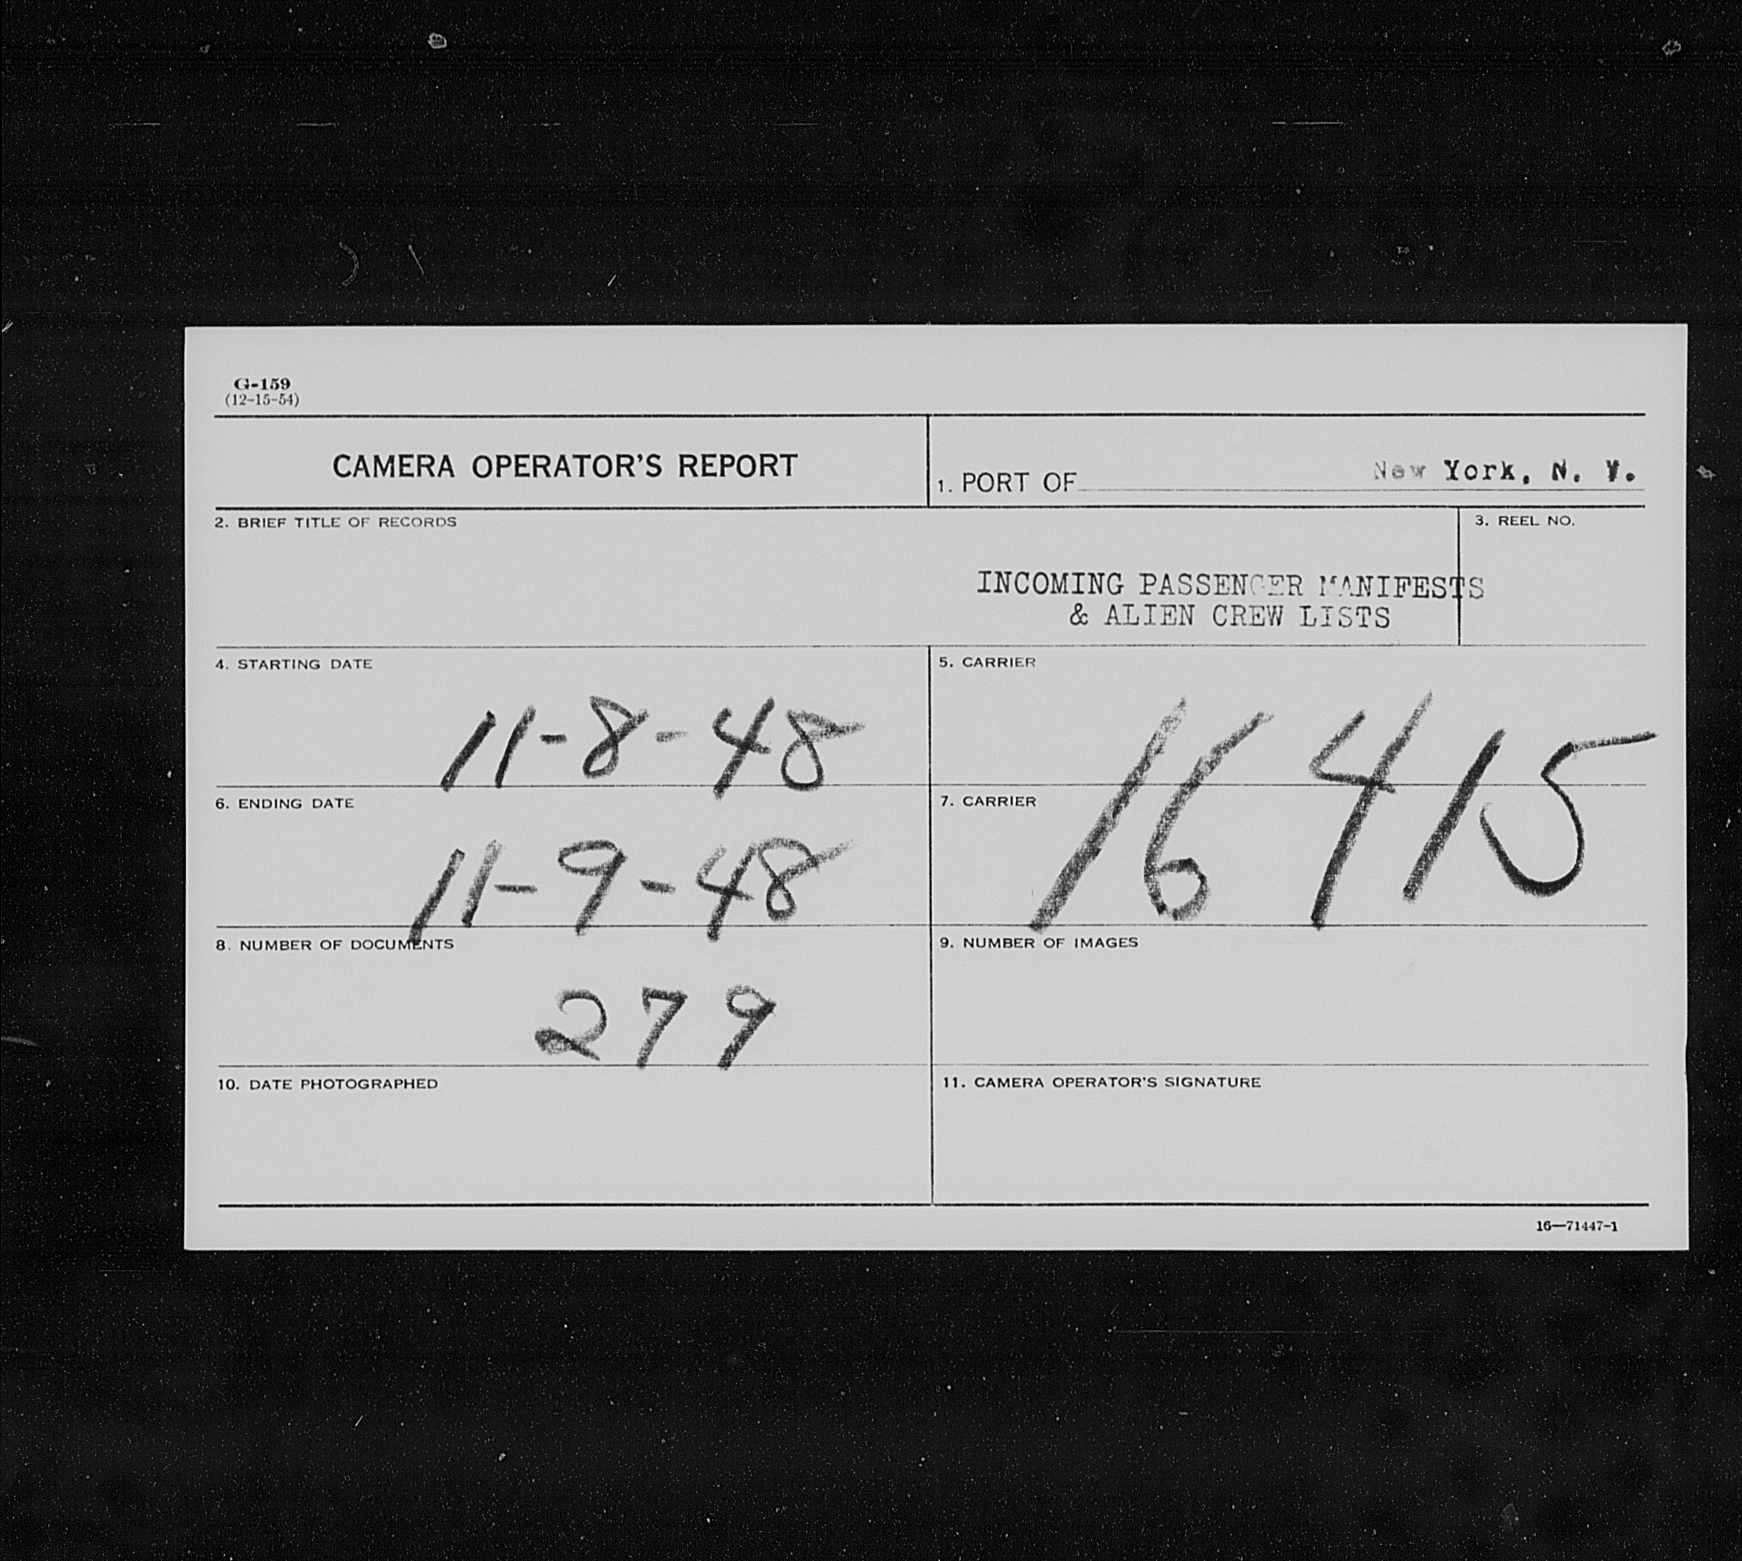 G-159
(12-15-54)
CAMERA OPERATOR'S REPORT
1. PORT OF New York, N. Y.
2. BRIEF TITLE OF RECORDS
3. REEL NO.
INCOMING PASSENGER MANIFESTS
& ALIEN CREW LISTS
4. STARTING DATE
11-8-48
5. CARRIER
16415
6. ENDING DATE
11-9-48
7. CARRIER
8. NUMBER OF DOCUMENTS
279
9. NUMBER OF IMAGES
10. DATE PHOTOGRAPHED
11. CAMERA OPERATOR'S SIGNATURE
16—71447-1